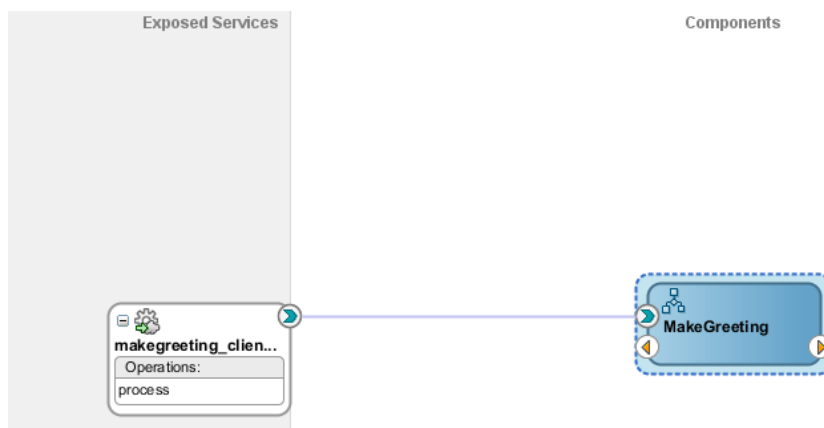 Exposed Services
Components
makegreeting_clien...
Operations:
process
MakeGreeting